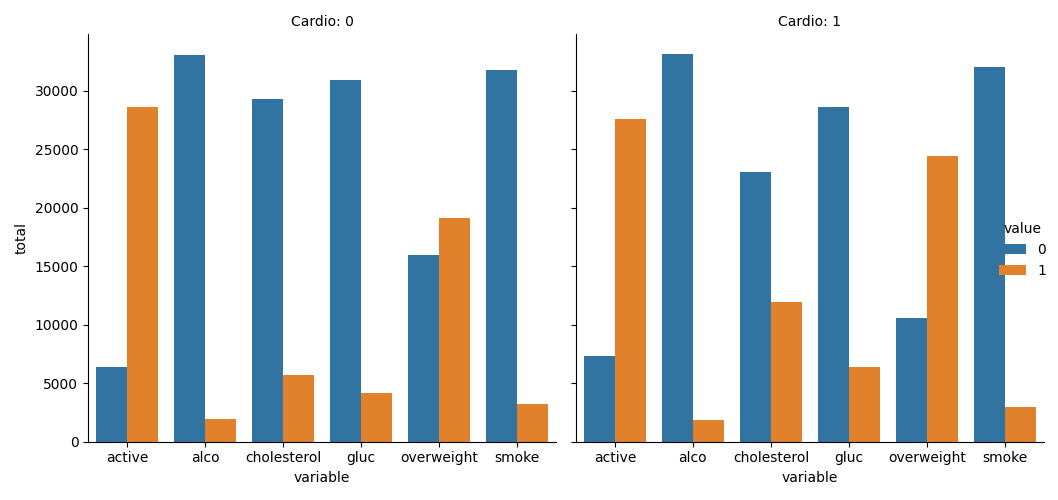 Cardio: 0
Cardio: 1
total
30000
25000
20000
15000
10000
5000
0
active alco cholesterol gluc overweight smoke
variable
active alco cholesterol gluc overweight smoke
variable
value
0
1